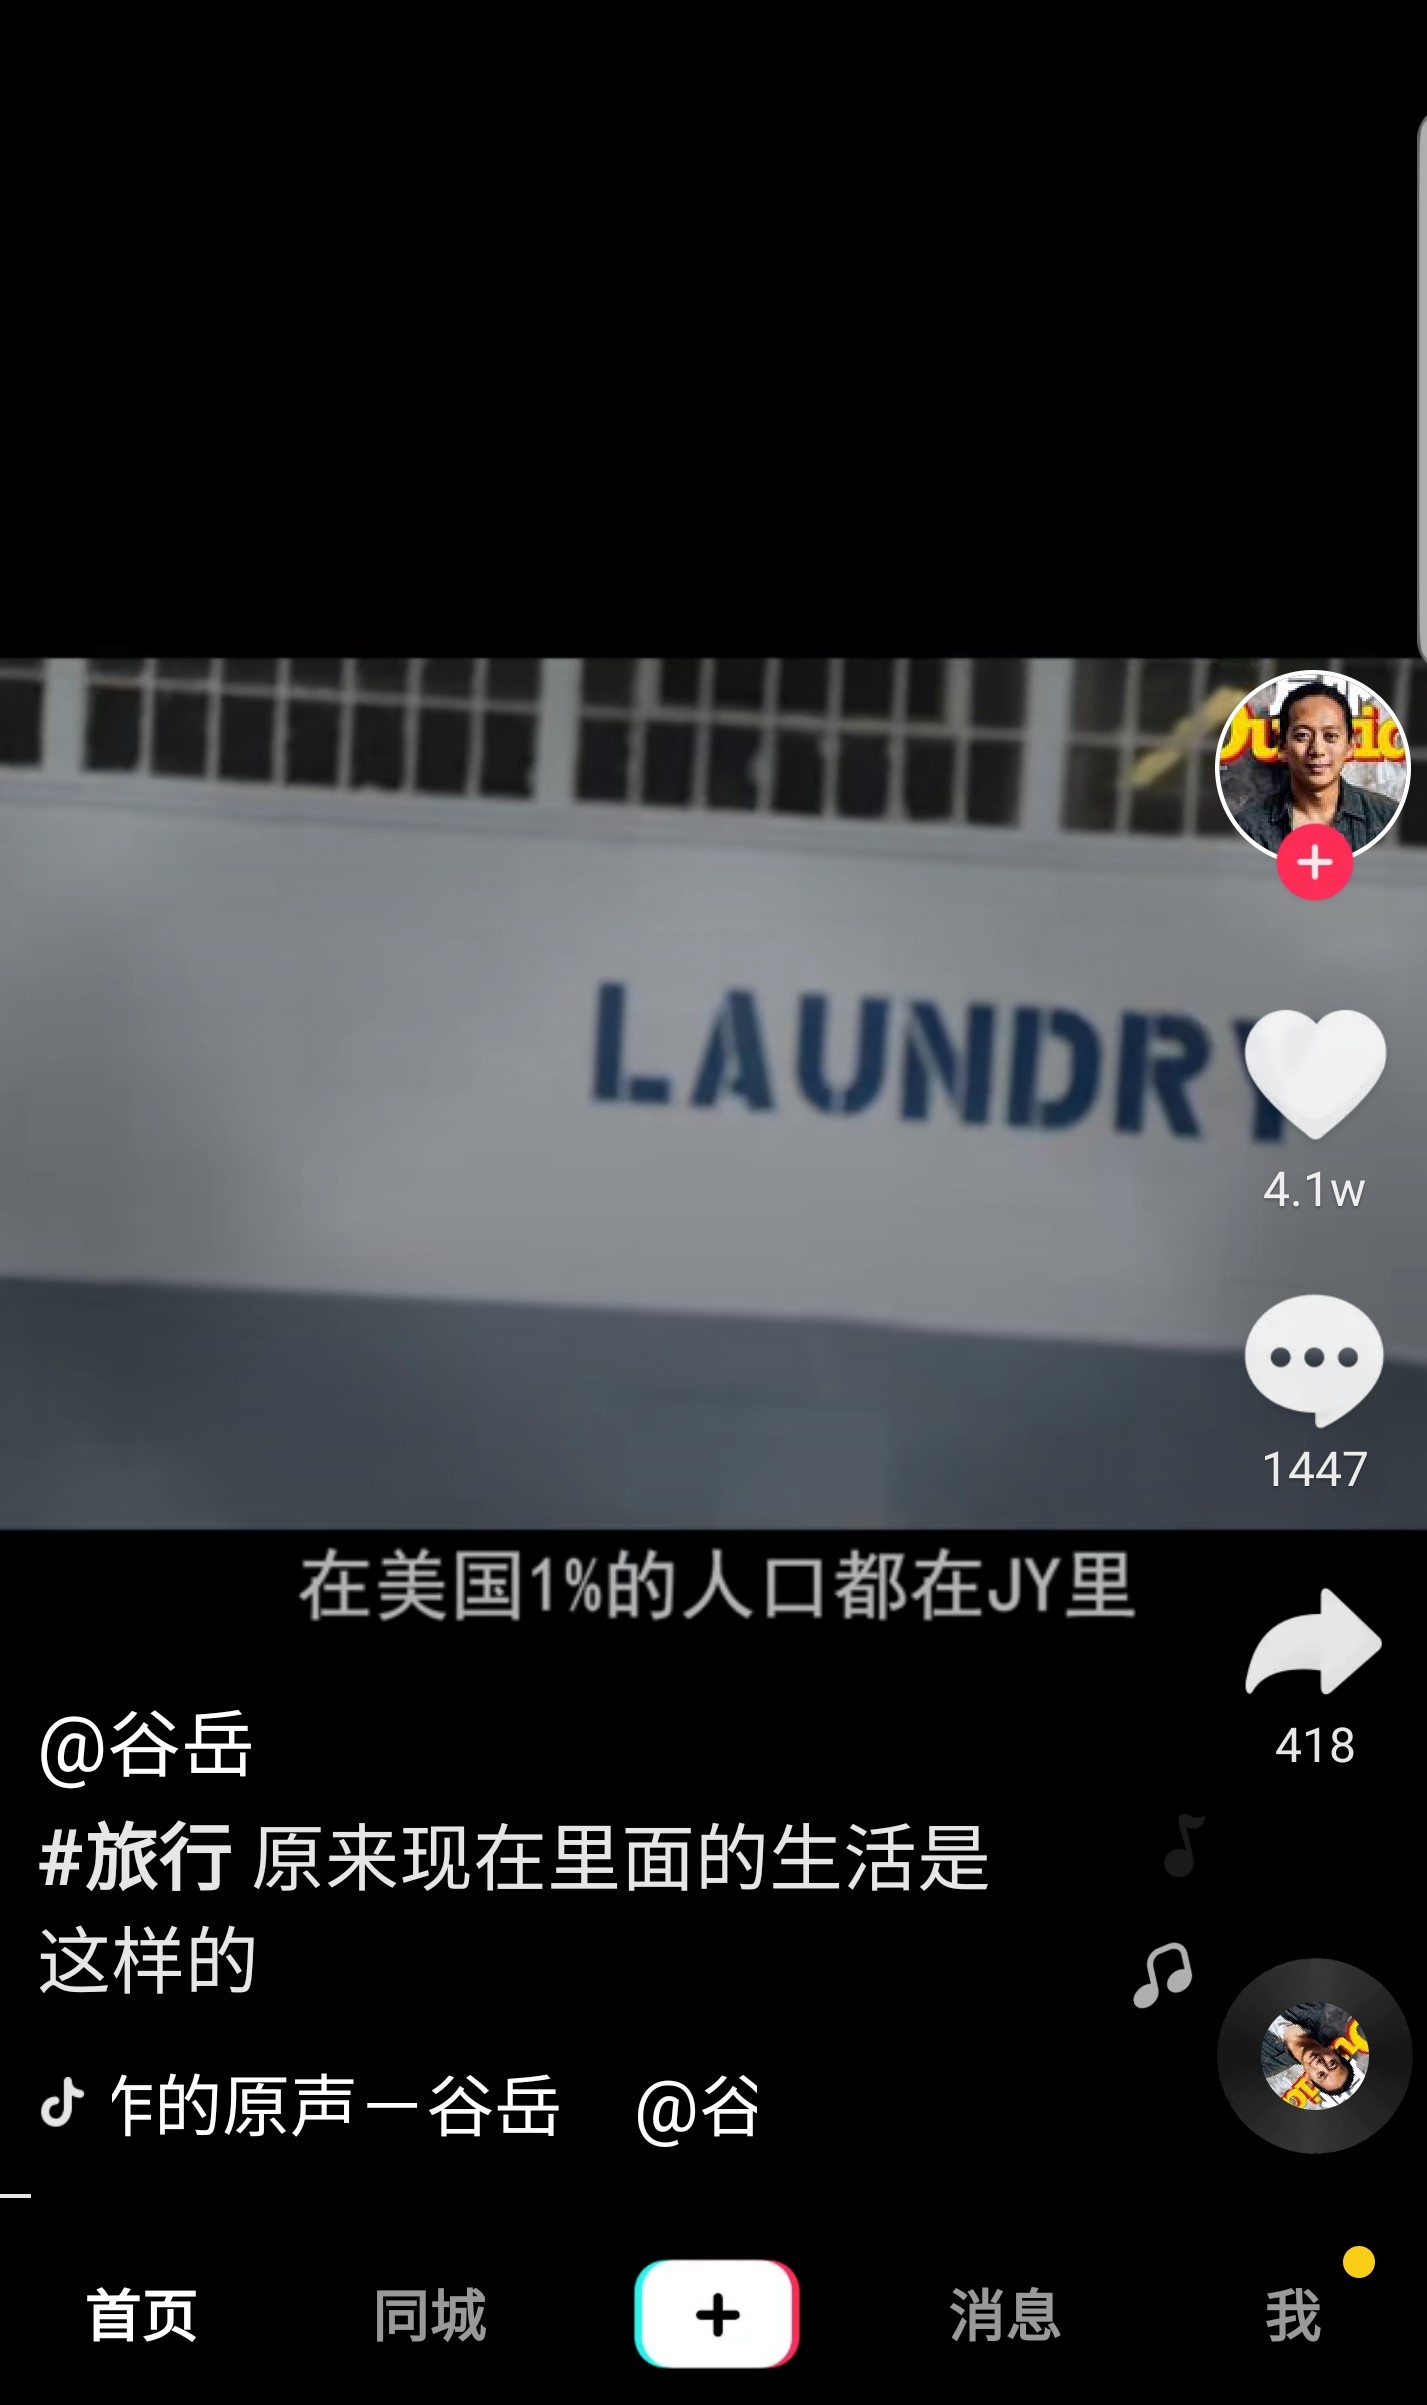 LAUNDRY
4.1w
1447
在美国1%的人口都在JY里
418
@谷岳
#旅行 原来现在里面的生活是
这样的
作的原声－谷岳 @谷
首页 同城 消息 我